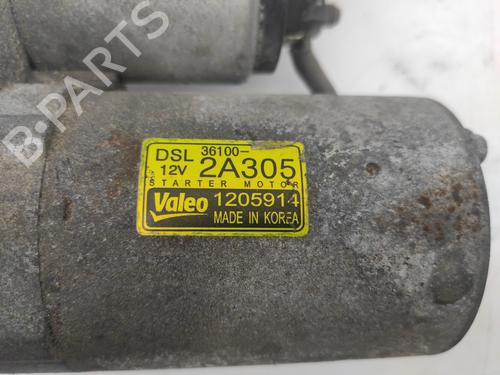 B-PARTS
DSL 36100-
12V 2A305
STARTER MOTOR
Valeo 1205914
MADE IN KOREA